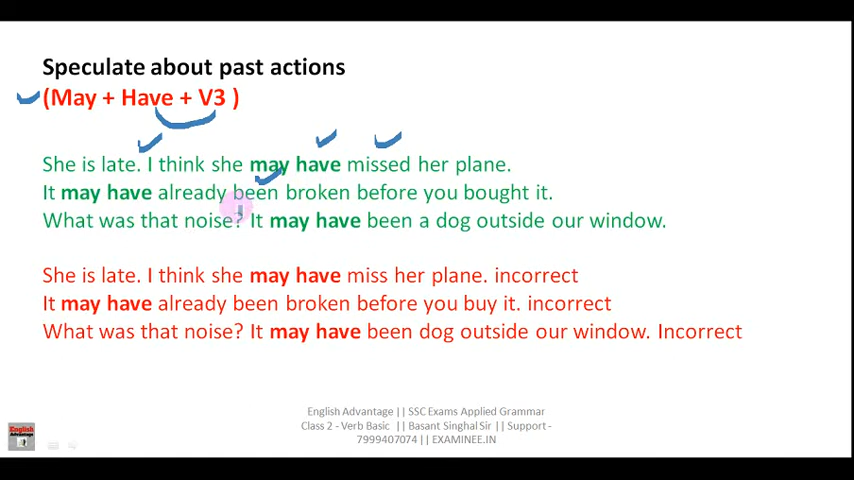 Speculate about past actions
(May + Have + V3 )
She is late. I think she may have missed her plane.
It may have already been broken before you bought it.
What was that noise? It may have been a dog outside our window.
She is late. I think she may have miss her plane. incorrect
It may have already been broken before you buy it. incorrect
What was that noise? It may have been dog outside our window. Incorrect
English Advantage || SSC Exams Applied Grammar
Class 2 - Verb Basic || Basant Singhal Sir || Support -
7999407074 || EXAMINEE.IN
English
Advantage